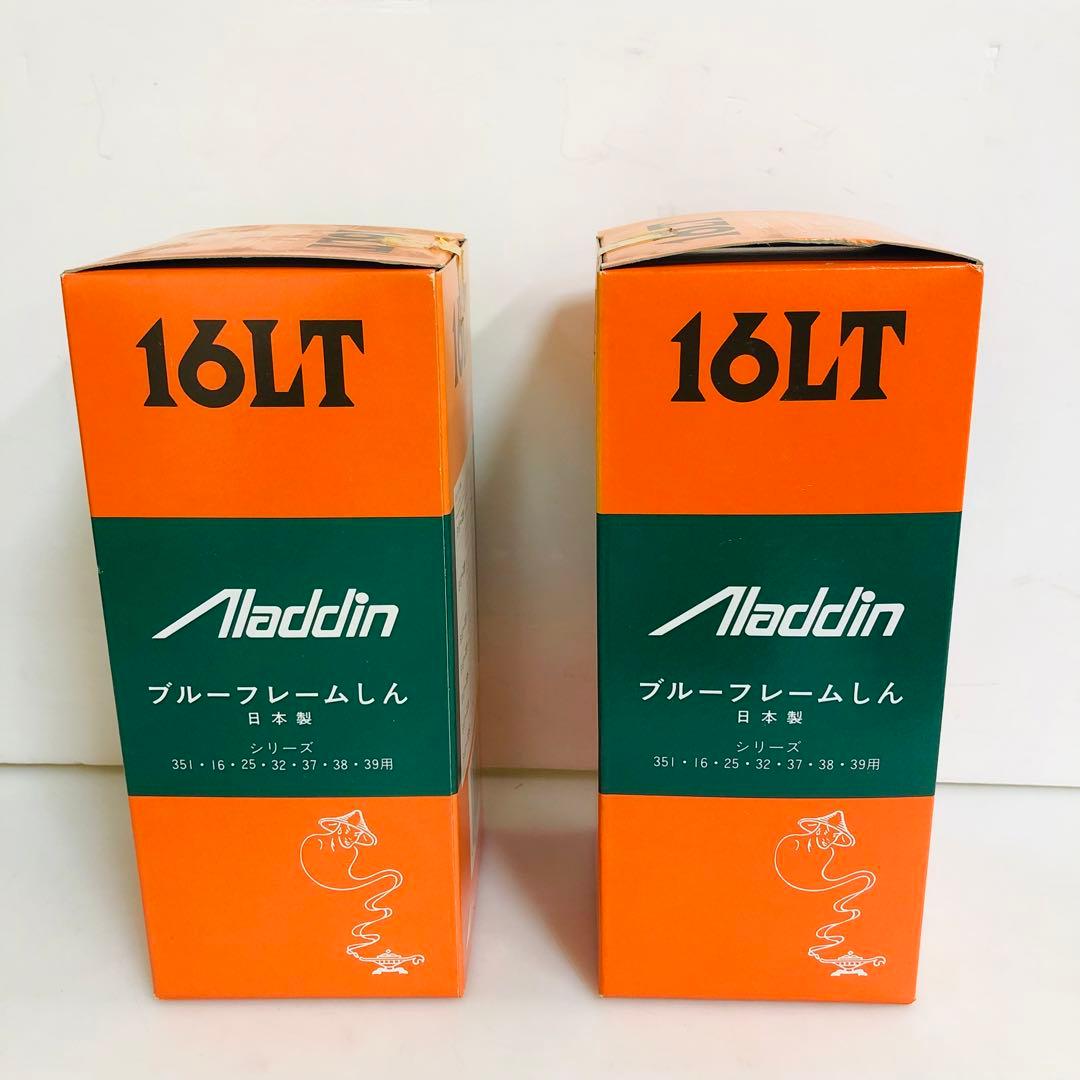 16LT
Aladdin
ブルーフレームしん
日本製
シリーズ
351・16・25・32・37・38・39用
16LT
Aladdin
ブルーフレームしん
日本製
シリーズ
351・16・25・32・37・38・39用